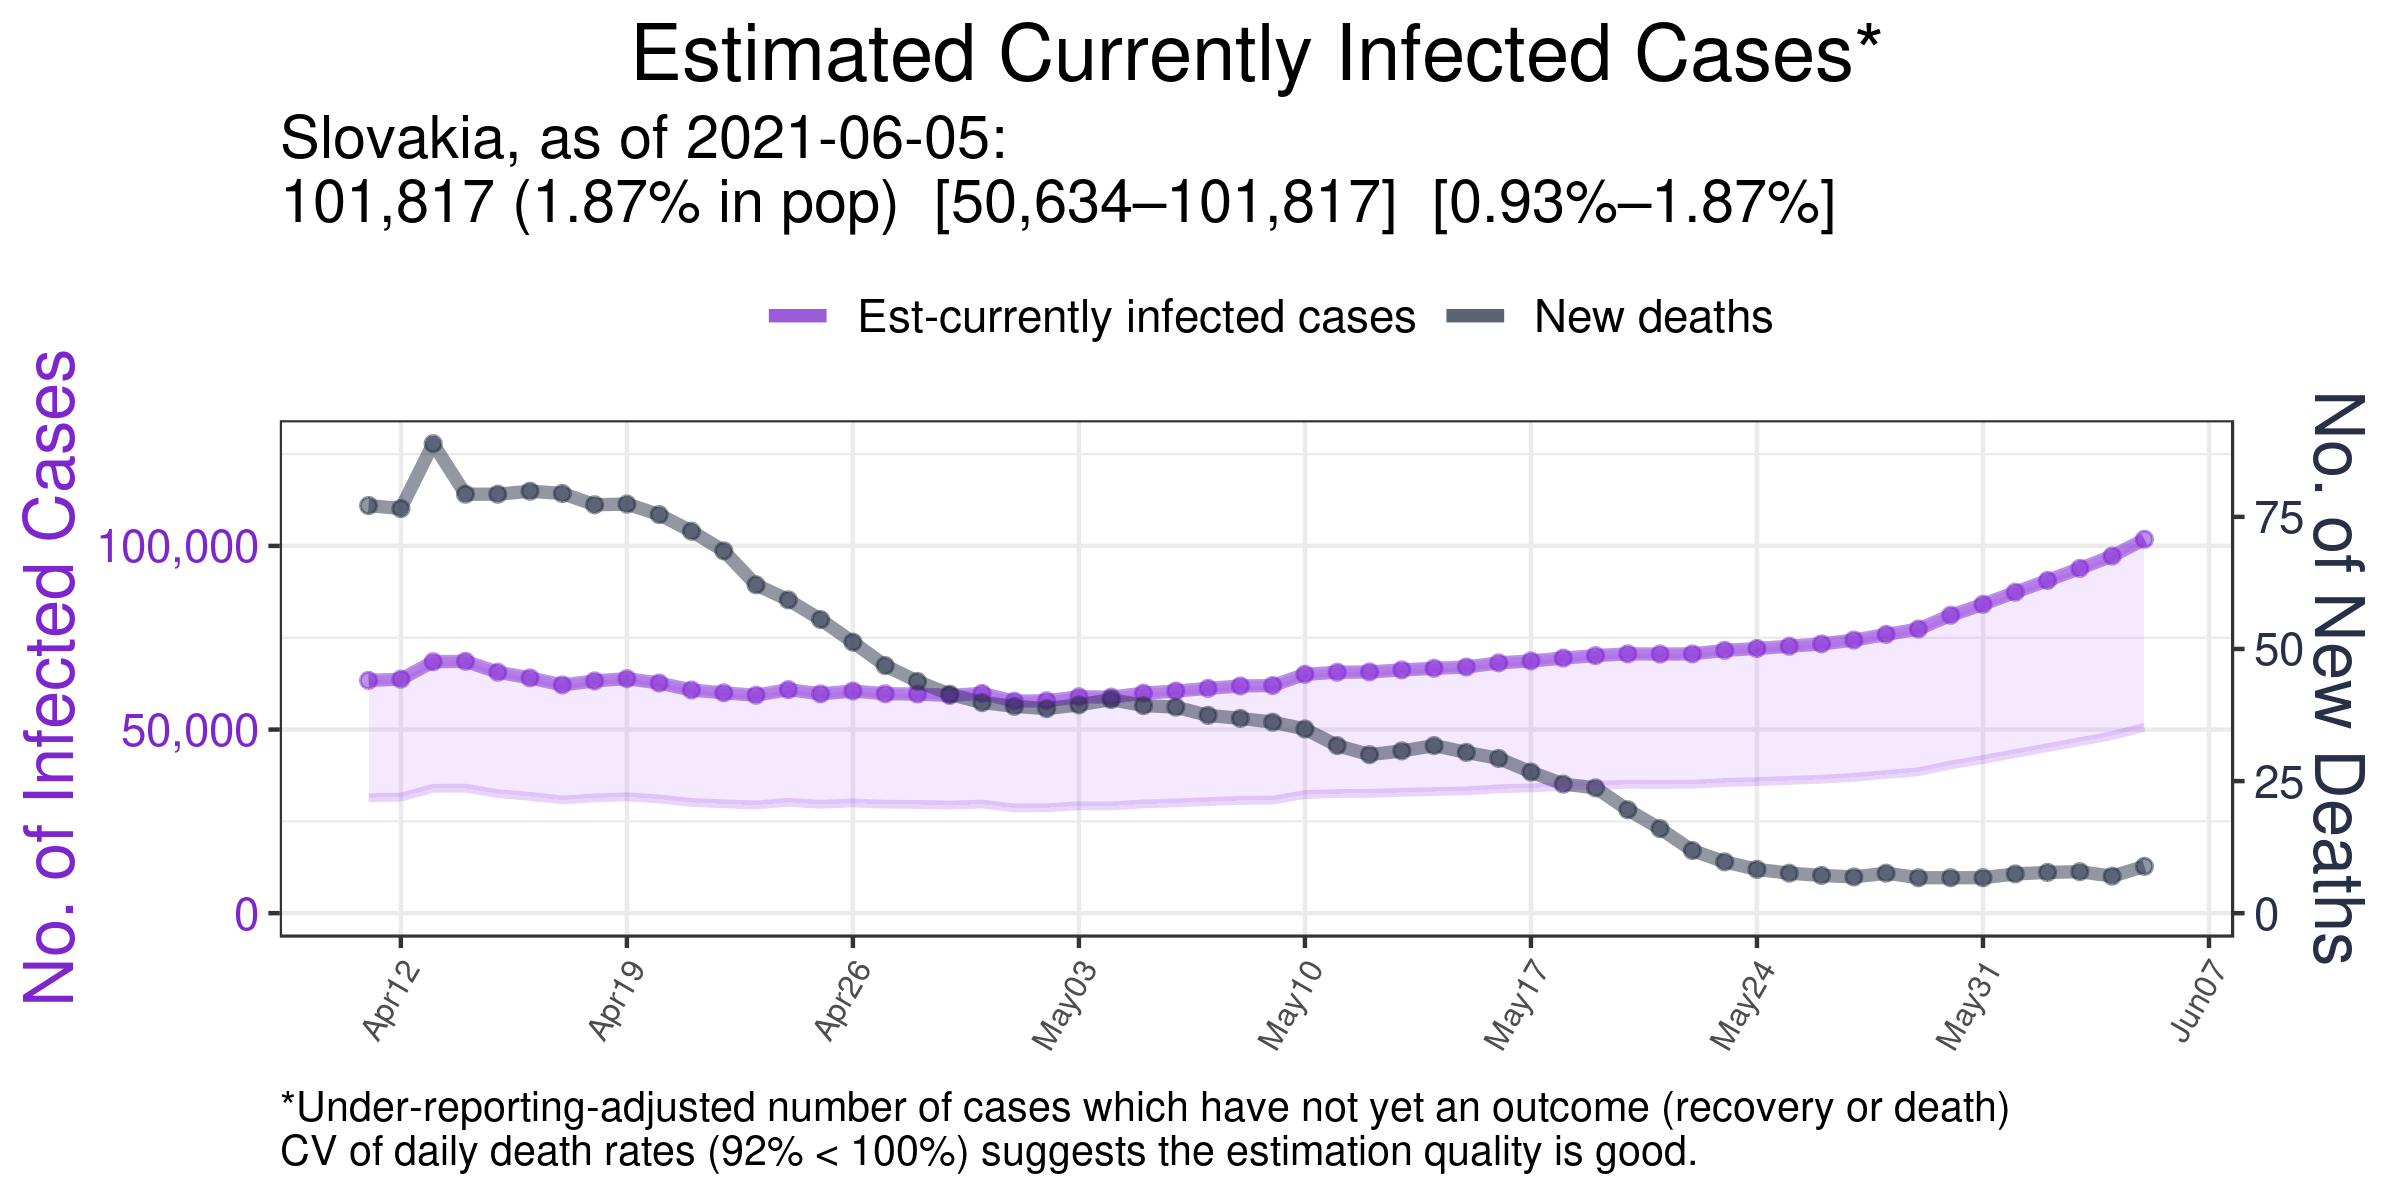 Estimated Currently Infected Cases*
Slovakia, as of 2021-06-05:
101,817 (1.87% in pop)  [50,634–101,817]  [0.93%–1.87%]
Est-currently infected cases
New deaths
No. of Infected Cases
100,000
50,000
0
75
50
25
0
No. of New Deaths
Apr12
Apr19
Apr26
May03
May10
May17
May24
May31
Jun07
*Under-reporting-adjusted number of cases which have not yet an outcome (recovery or death)
CV of daily death rates (92% < 100%) suggests the estimation quality is good.